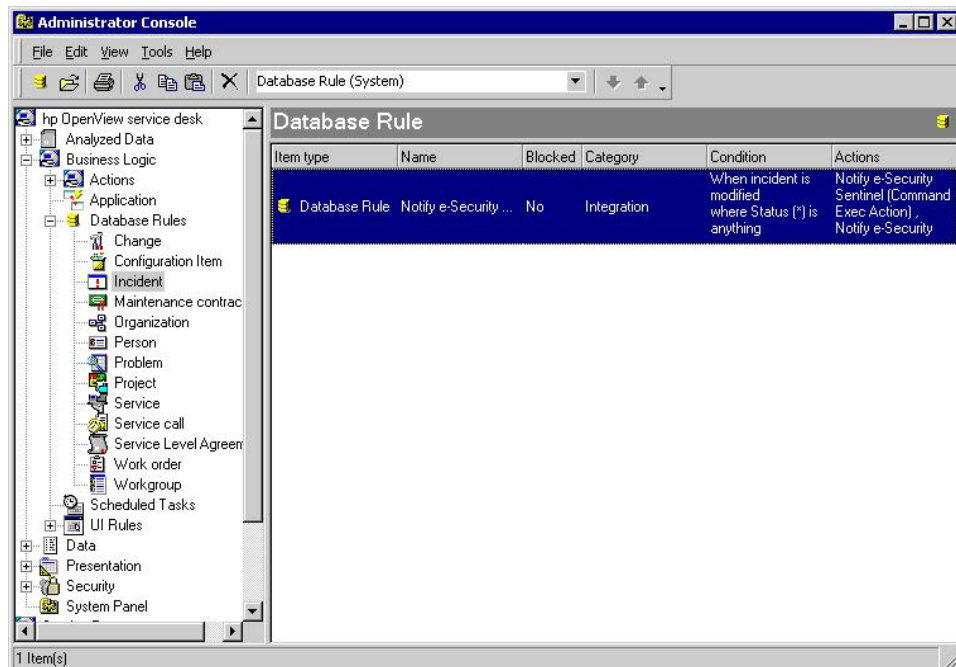 Administrator Console
File Edit View Tools Help
Database Rule (System)
hp OpenView service desk
Analyzed Data
Business Logic
Actions
Application
Database Rules
Change
Configuration Item
Incident
Maintenance contrac
Organization
Person
Problem
Project
Service
Service call
Service Level Agreem
Work order
Workgroup
Scheduled Tasks
UI Rules
Data
Presentation
Security
System Panel
Database Rule
Item type Name Blocked Category Condition Actions
Database Rule Notify e-Security ... No Integration
When incident is
modified
where Status (*) is
anything
Notify e-Security
Sentinel (Command
Exec Action) ,
Notify e-Security
1 Item(s)